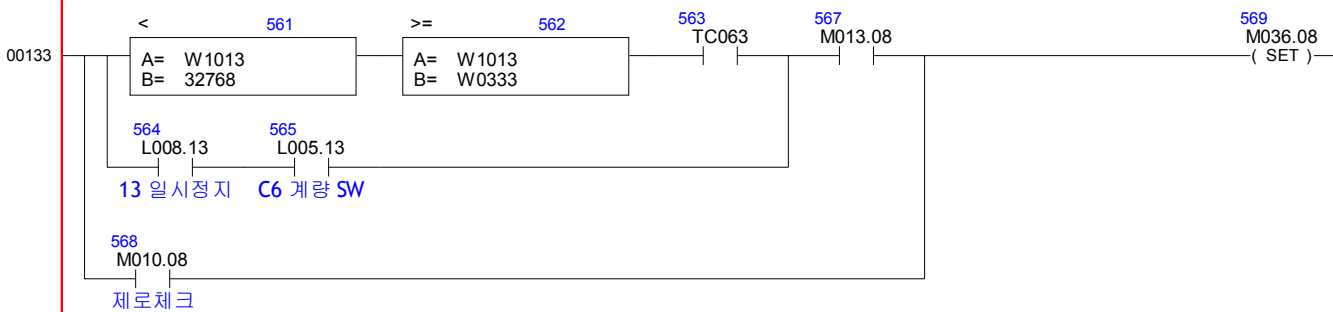 < 561 >= 562 563 567 569
TC063 M013.08 M036.08
00133 A= W1013 A= W1013 ( SET )
B= 32768 B= W0333
564 565
L008.13 L005.13
13 일시정지 C6 계량 SW
568
M010.08
제로체크